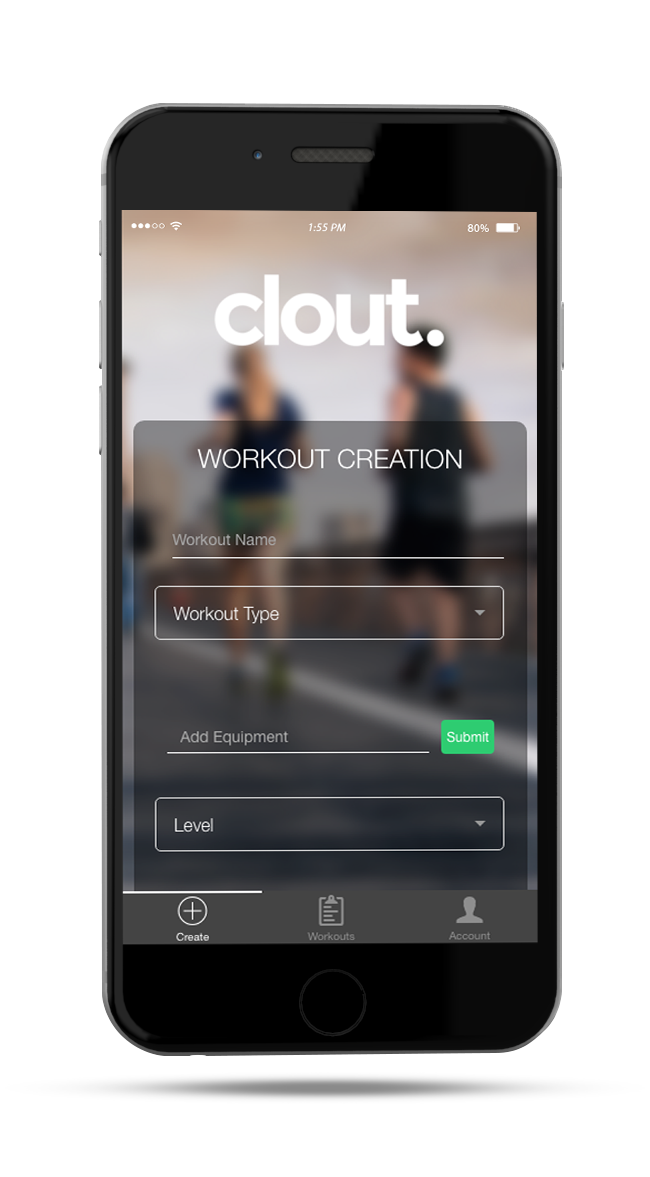 1:55 PM
80%
clout.
WORKOUT CREATION
Workout Name
Workout Type
Add Equipment
Submit
Level
Create
Workouts
Account